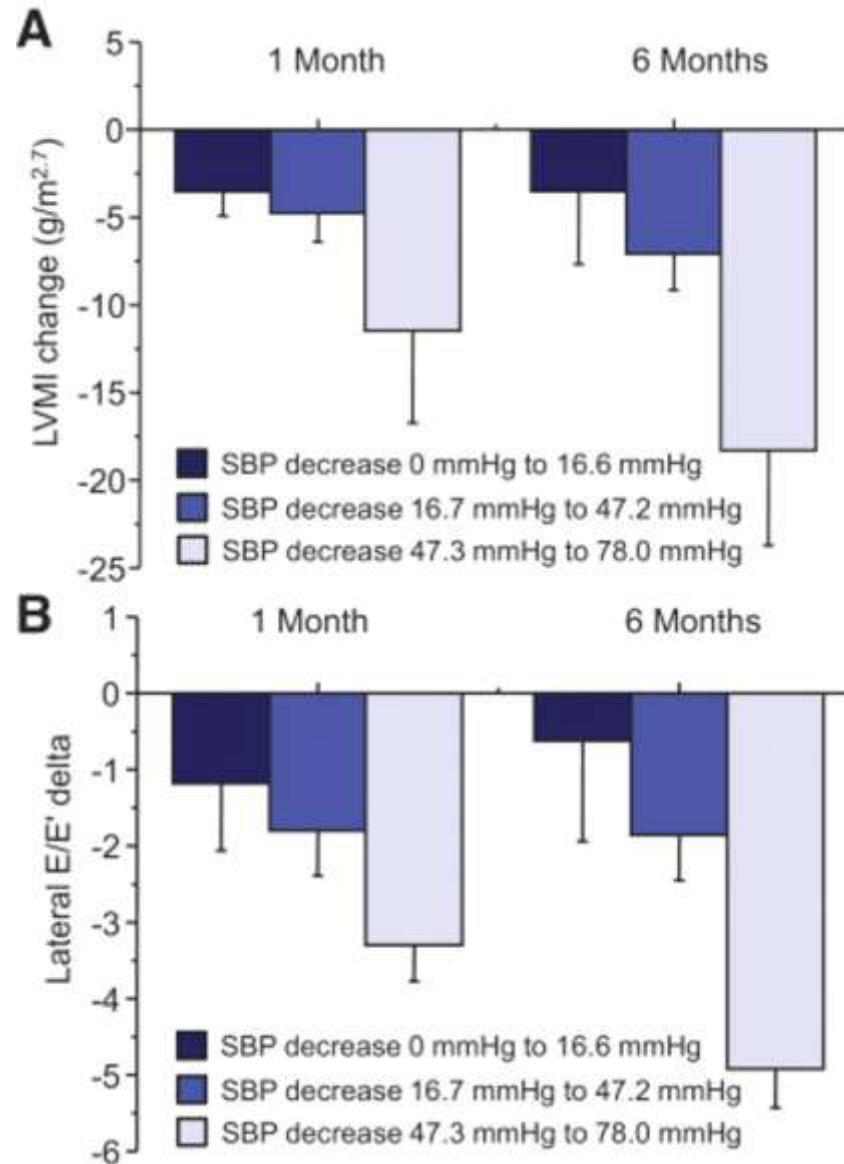 A
1 Month
6 Months
5
0
-5
-10
-15
-20
-25
LVMI change (g/m²·⁷)
SBP decrease 0 mmHg to 16.6 mmHg
SBP decrease 16.7 mmHg to 47.2 mmHg
SBP decrease 47.3 mmHg to 78.0 mmHg
B
1 Month
6 Months
1
0
-1
-2
-3
-4
-5
-6
Lateral E/E' delta
SBP decrease 0 mmHg to 16.6 mmHg
SBP decrease 16.7 mmHg to 47.2 mmHg
SBP decrease 47.3 mmHg to 78.0 mmHg